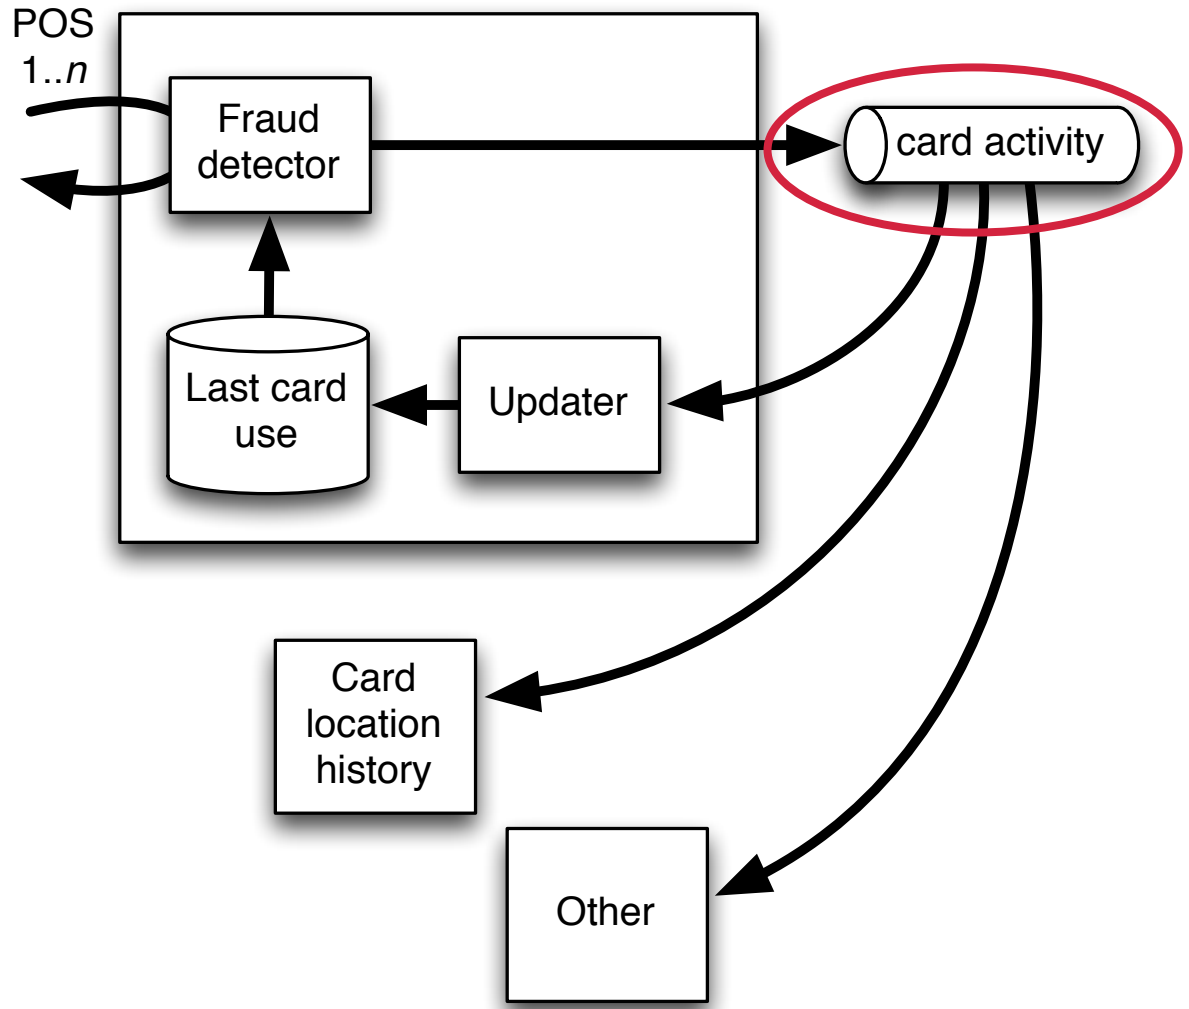 POS
1..n
Fraud
detector
card activity
Last card
use
Updater
Card
location
history
Other